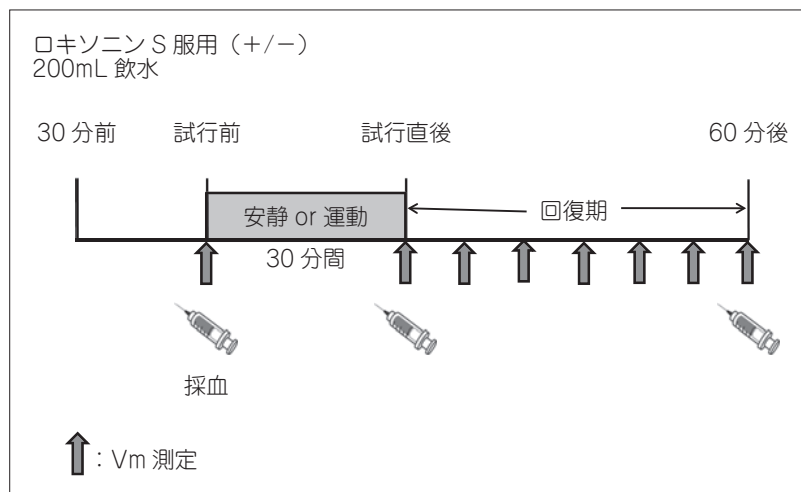 ロキソニン S 服用（+/−）
200mL 飲水
30 分前 試行前 試行直後 60 分後
安静 or 運動 回復期
30 分間
採血
：Vm 測定